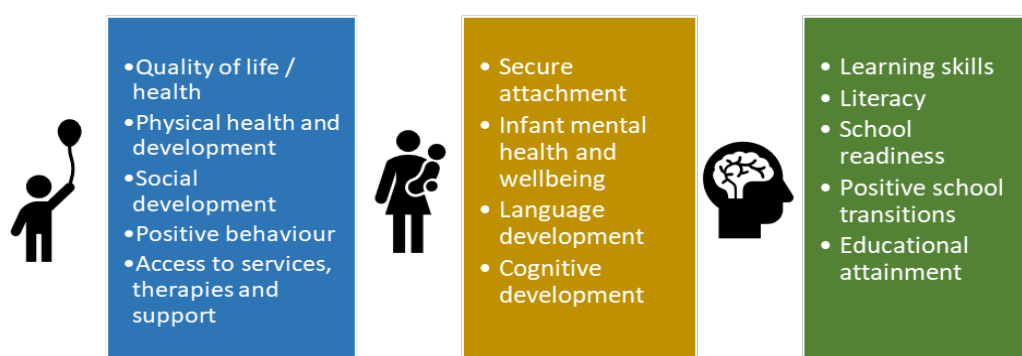 •Quality of life /
health
•Physical health and
development
•Social
development
•Positive behaviour
•Access to services,
therapies and
support
• Secure
attachment
• Infant mental
health and
wellbeing
• Language
development
• Cognitive
development
• Learning skills
• Literacy
• School
readiness
• Positive school
transitions
• Educational
attainment